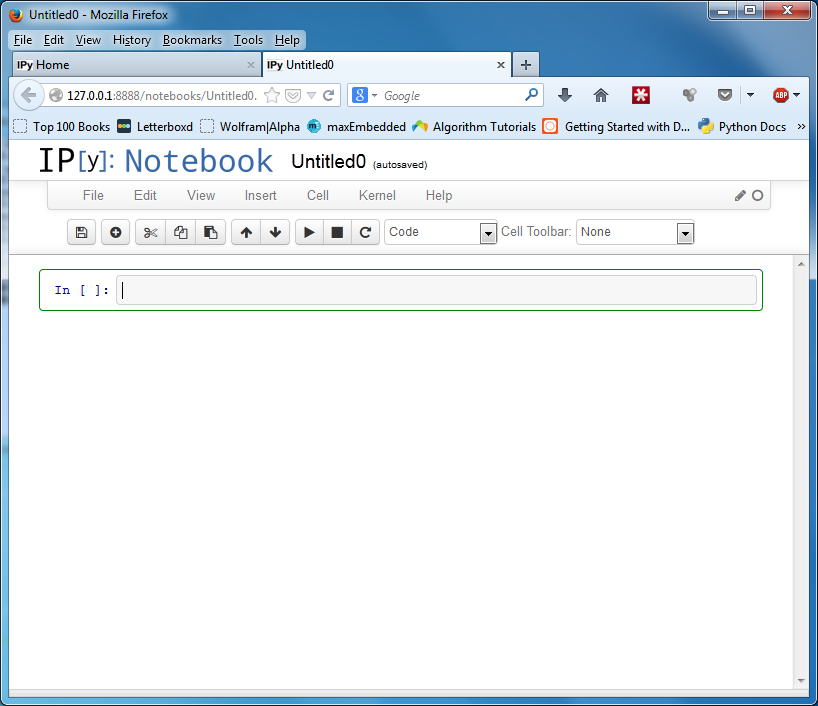 Untitled0 - Mozilla Firefox
File Edit View History Bookmarks Tools Help
IPy Home × IPy Untitled0 × +
127.0.0.1:8888/notebooks/Untitled0. 8 Google ABP
Top 100 Books Letterboxd Wolfram|Alpha m maxEmbedded Algorithm Tutorials Getting Started with D... Python Docs »
IP[y]: Notebook Untitled0 (autosaved)
File Edit View Insert Cell Kernel Help
Code Cell Toolbar: None
In [ ]: